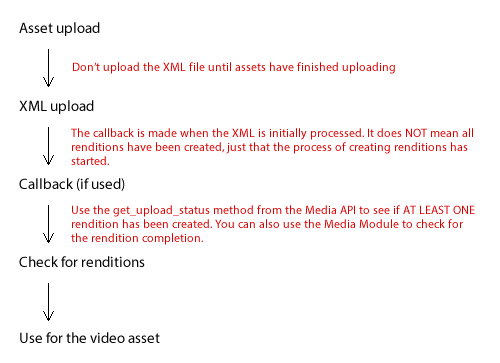 Asset upload
Don't upload the XML file until assets have finished uploading
XML upload
The callback is made when the XML is initially processed. It does NOT mean all
renditions have been created, just that the process of creating renditions has
started.
Callback (if used)
Use the get_upload_status method from the Media API to see if AT LEAST ONE
rendition has been created. You can also use the Media Module to check for
the rendition completion.
Check for renditions
Use for the video asset